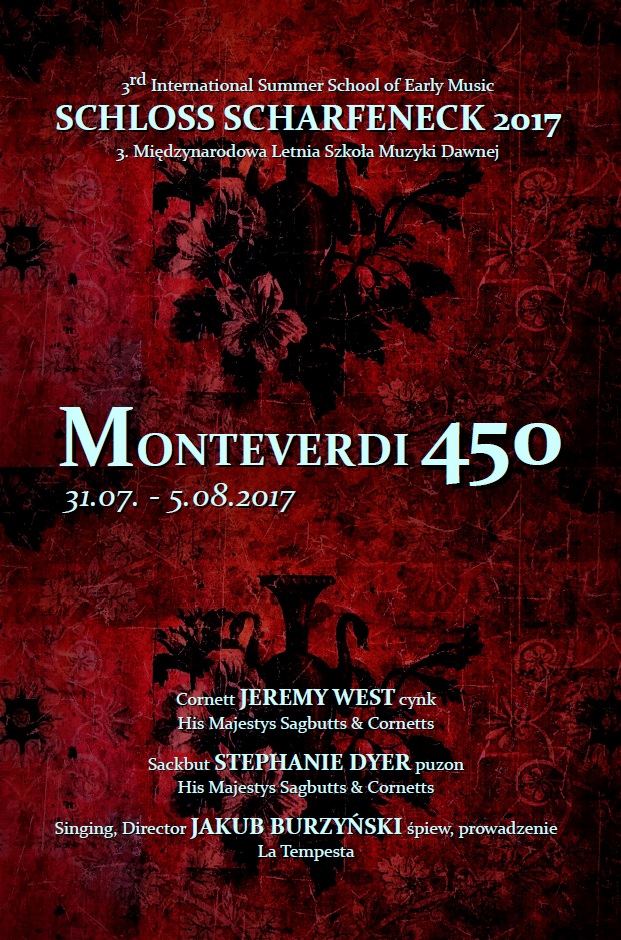 3rd International Summer School of Early Music
SCHLOSS SCHARFENECK 2017
3. Międzynarodowa Letnia Szkoła Muzyki Dawnej
MONTEVERDI 450
31.07. - 5.08.2017
Cornett JEREMY WEST cynk
His Majestys Sagbutts & Cornetts
Sackbut STEPHANIE DYER puzon
His Majestys Sagbutts & Cornetts
Singing, Director JAKUB BURZYŃSKI śpiew, prowadzenie
La Tempesta